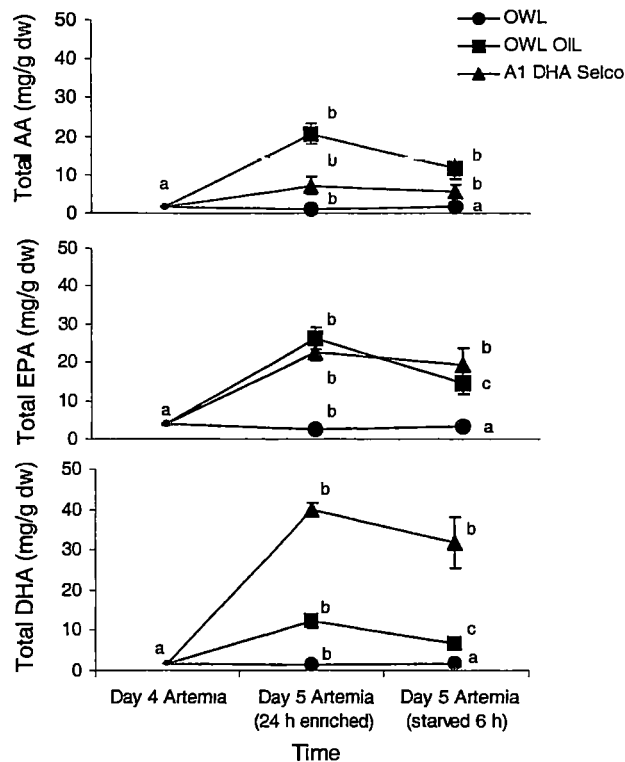 OWL
OWL OIL
A1 DHA Selco
Total AA (mg/g dw)
50
40
30
20
10
0
a
b
b
b
b
b
a
Total EPA (mg/g dw)
50
40
30
20
10
0
a
b
b
b
b
c
a
Total DHA (mg/g dw)
50
40
30
20
10
0
a
b
b
b
b
c
a
Day 4 Artemia
Day 5 Artemia
(24 h enriched)
Day 5 Artemia
(starved 6 h)
Time